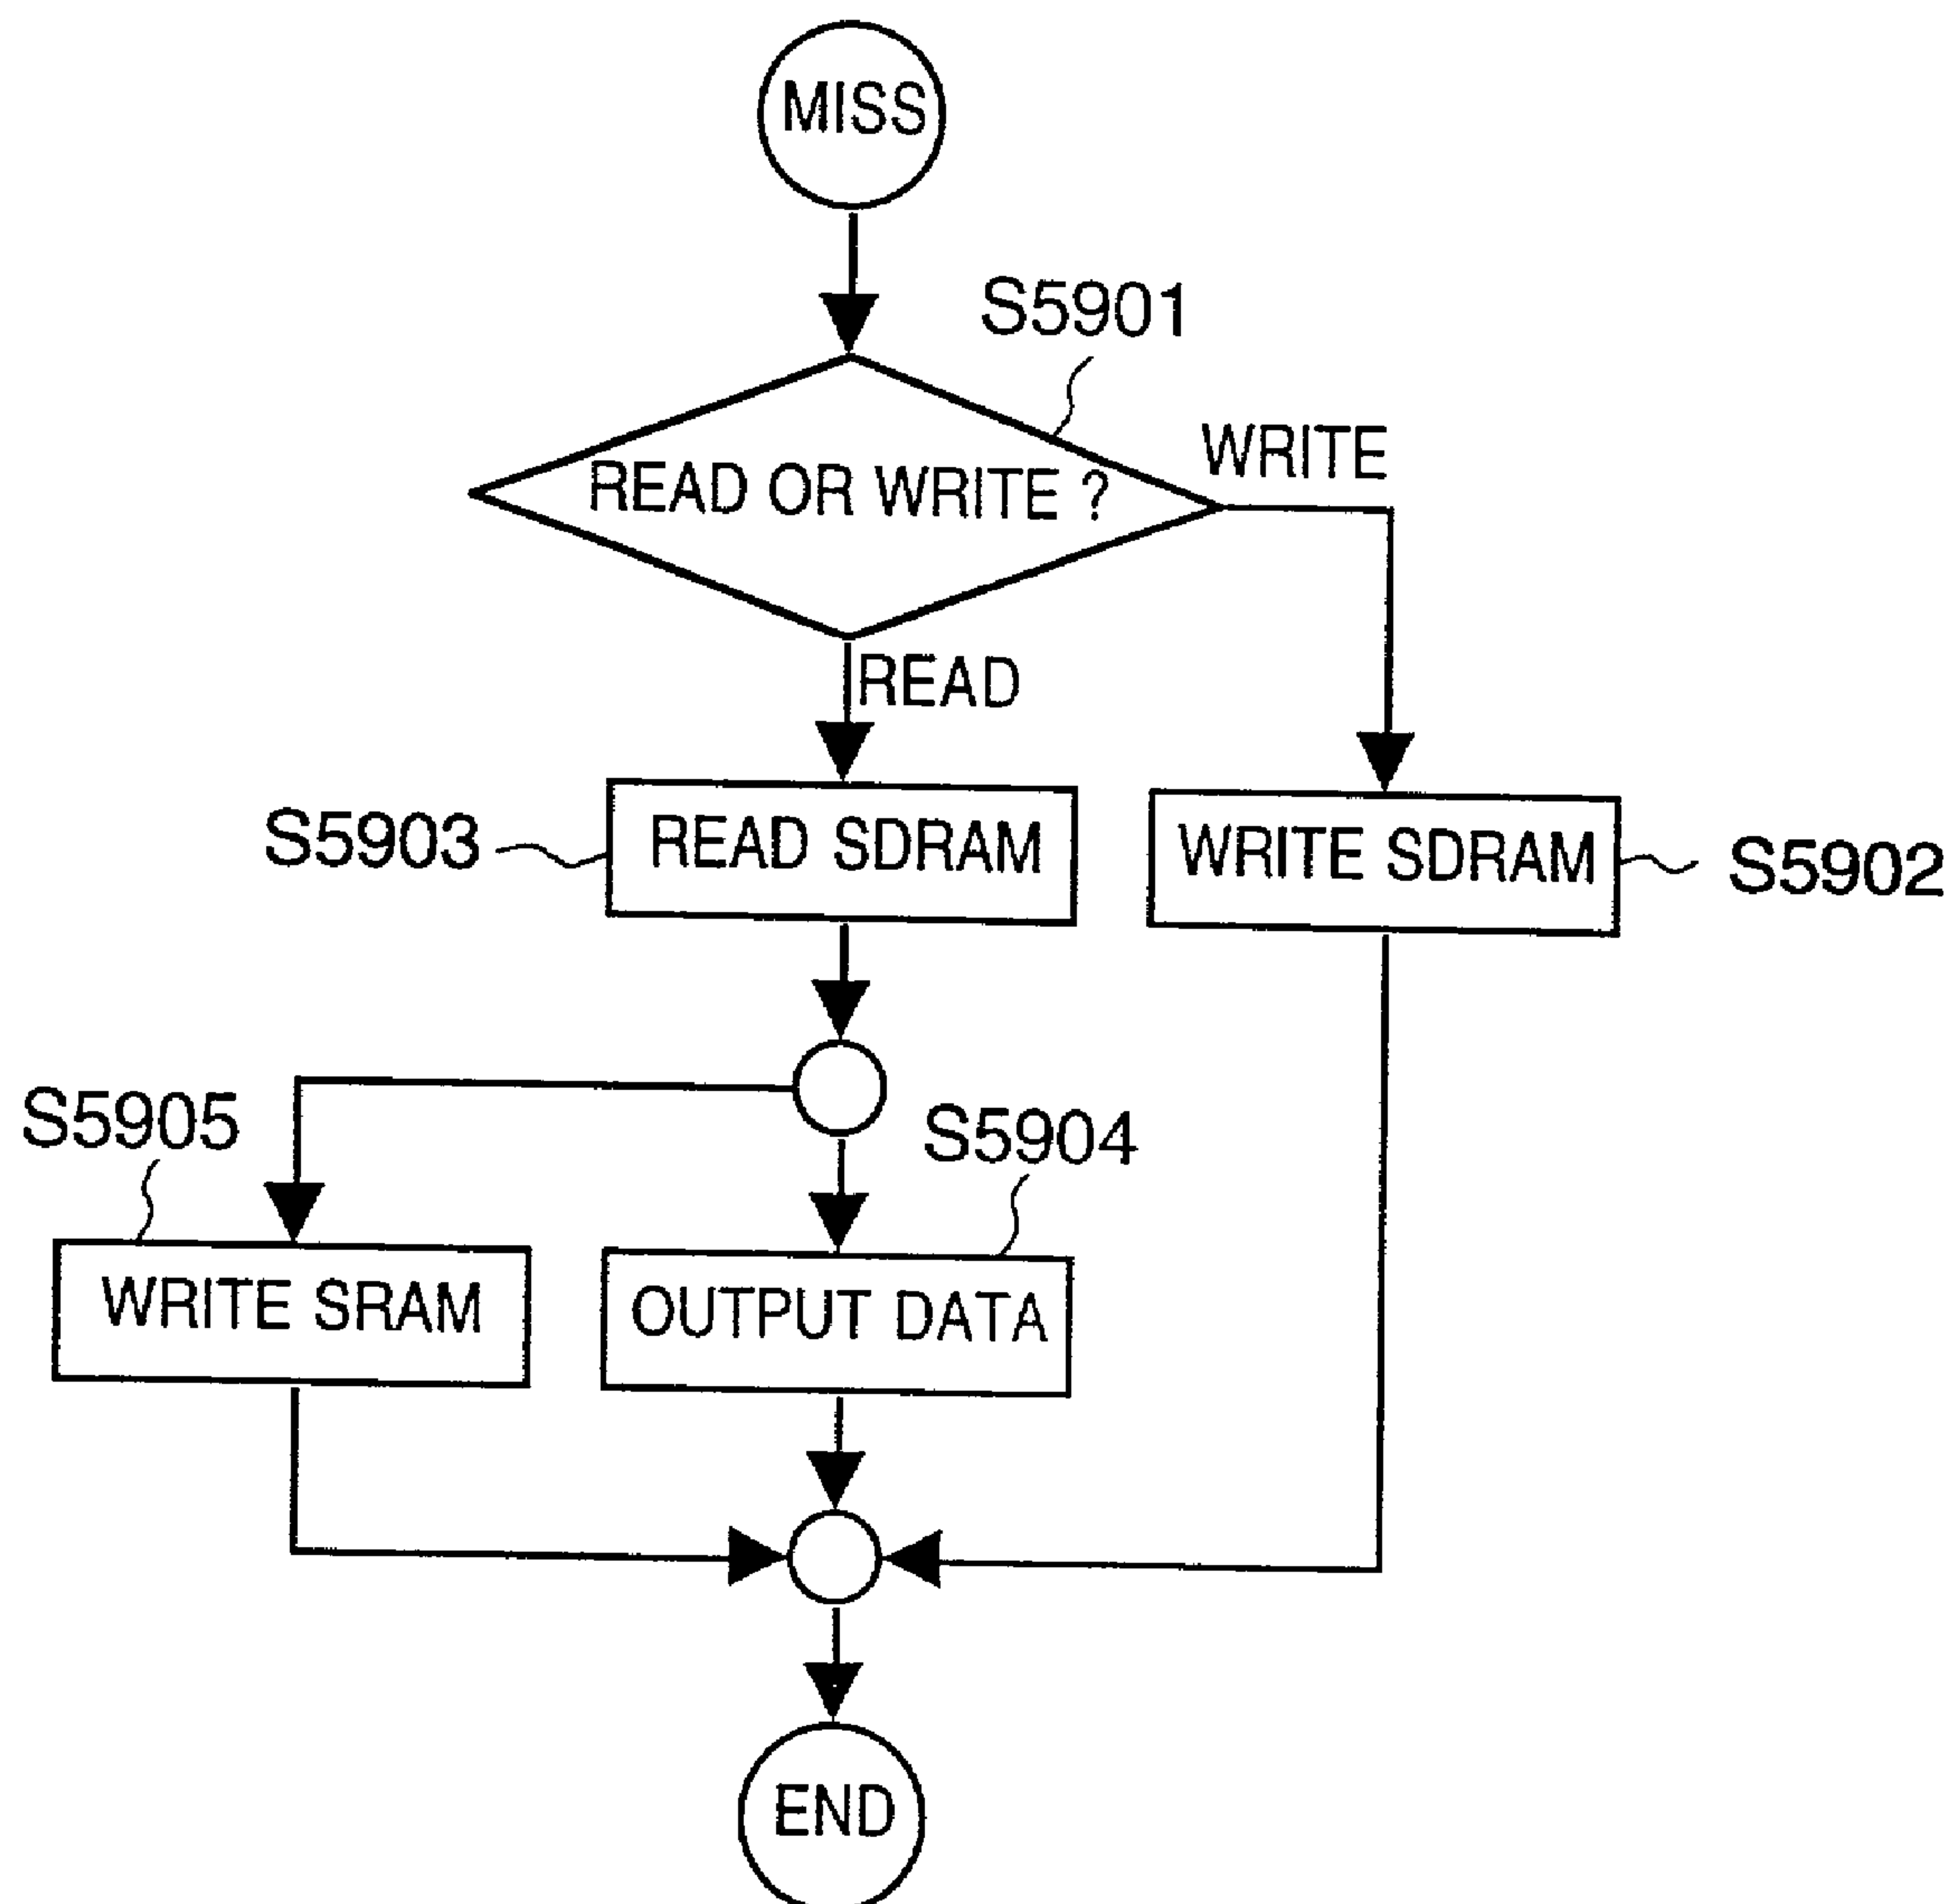 MISS
S5901
WRITE
READ OR WRITE ?
READ
S5903
READ SDRAM
WRITE SDRAM
S5902
S5905
S5904
WRITE SRAM
OUTPUT DATA
END